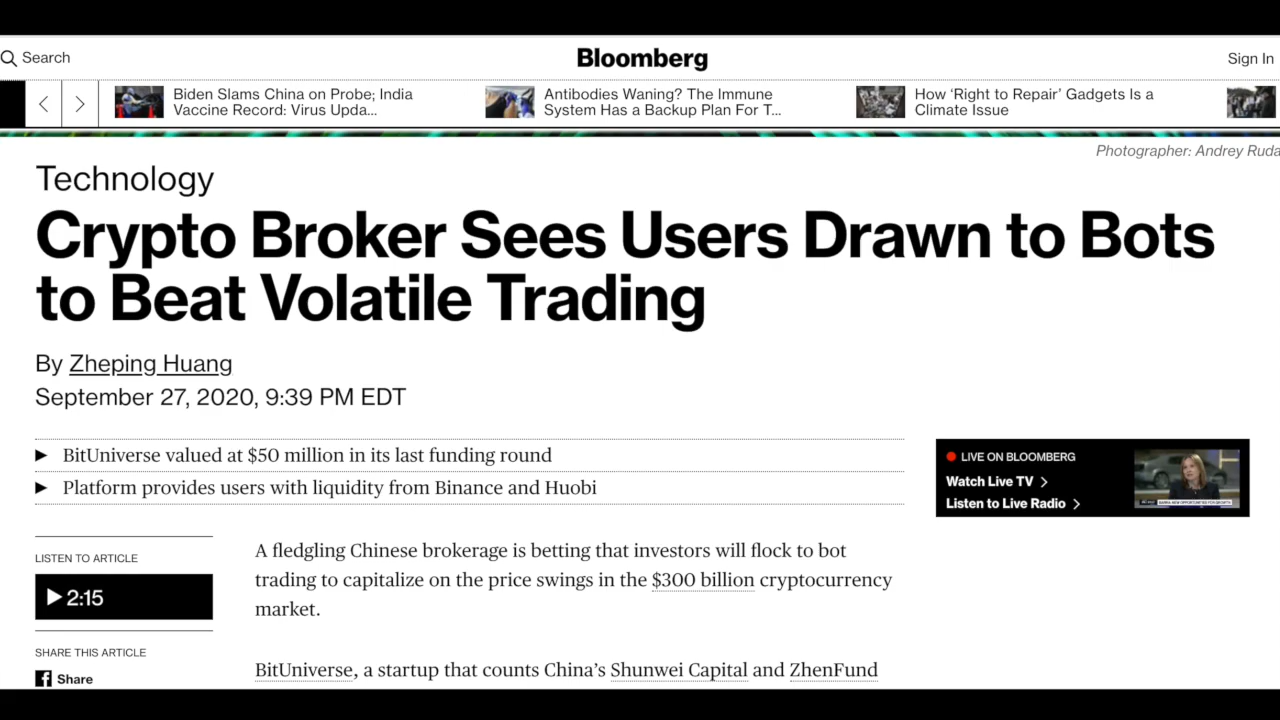 Search
Bloomberg
Sign In
Biden Slams China on Probe; India
Vaccine Record: Virus Upda...
Antibodies Waning? The Immune
System Has a Backup Plan For T...
How ‘Right to Repair’ Gadgets Is a
Climate Issue
Photographer: Andrey Ruda
Technology
Crypto Broker Sees Users Drawn to Bots
to Beat Volatile Trading
By Zheping Huang
September 27, 2020, 9:39 PM EDT
► BitUniverse valued at $50 million in its last funding round
► Platform provides users with liquidity from Binance and Huobi
LIVE ON BLOOMBERG
Watch Live TV
Listen to Live Radio
LISTEN TO ARTICLE
2:15
SHARE THIS ARTICLE
Share
A fledgling Chinese brokerage is betting that investors will flock to bot
trading to capitalize on the price swings in the $300 billion cryptocurrency
market.
BitUniverse, a startup that counts China’s Shunwei Capital and ZhenFund